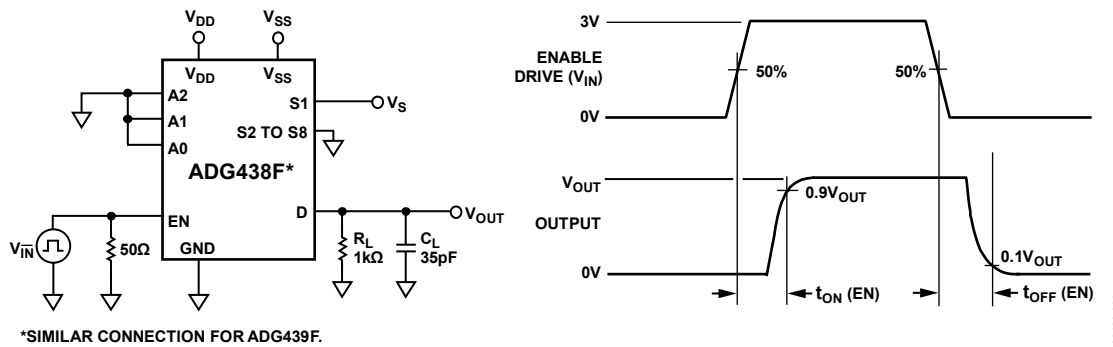 VDD
VSS
VDD
VSS
A2
A1
A0
S1
VS
S2 TO S8
ADG438F*
EN
D
VOUT
VIN
50Ω
GND
RL
1kΩ
CL
35pF
*SIMILAR CONNECTION FOR ADG439F.
3V
ENABLE
DRIVE (VIN)
50%
50%
0V
VOUT
0.9VOUT
OUTPUT
0.1VOUT
0V
tON (EN)
tOFF (EN)